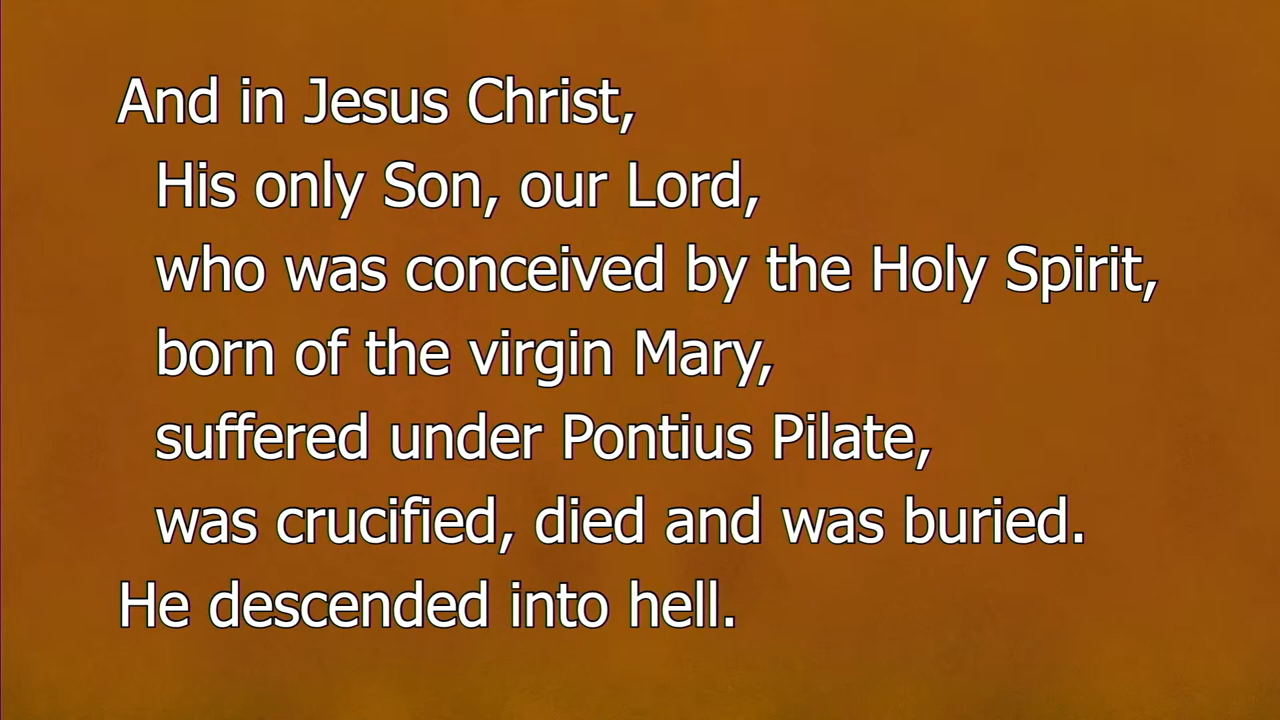 And in Jesus Christ,
His only Son, our Lord,
who was conceived by the Holy Spirit,
born of the virgin Mary,
suffered under Pontius Pilate,
was crucified, died and was buried.
He descended into hell.